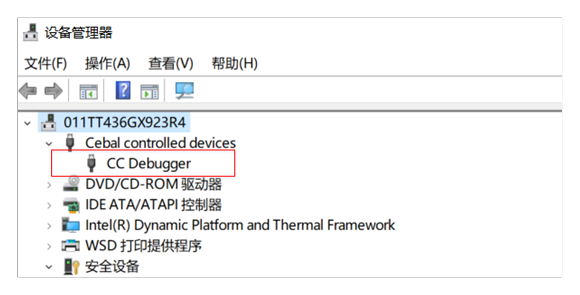 设备管理器
文件(F) 操作(A) 查看(V) 帮助(H)
011TT436GX923R4
Cebal controlled devices
CC Debugger
DVD/CD-ROM 驱动器
IDE ATA/ATAPI 控制器
Intel(R) Dynamic Platform and Thermal Framework
WSD 打印提供程序
安全设备